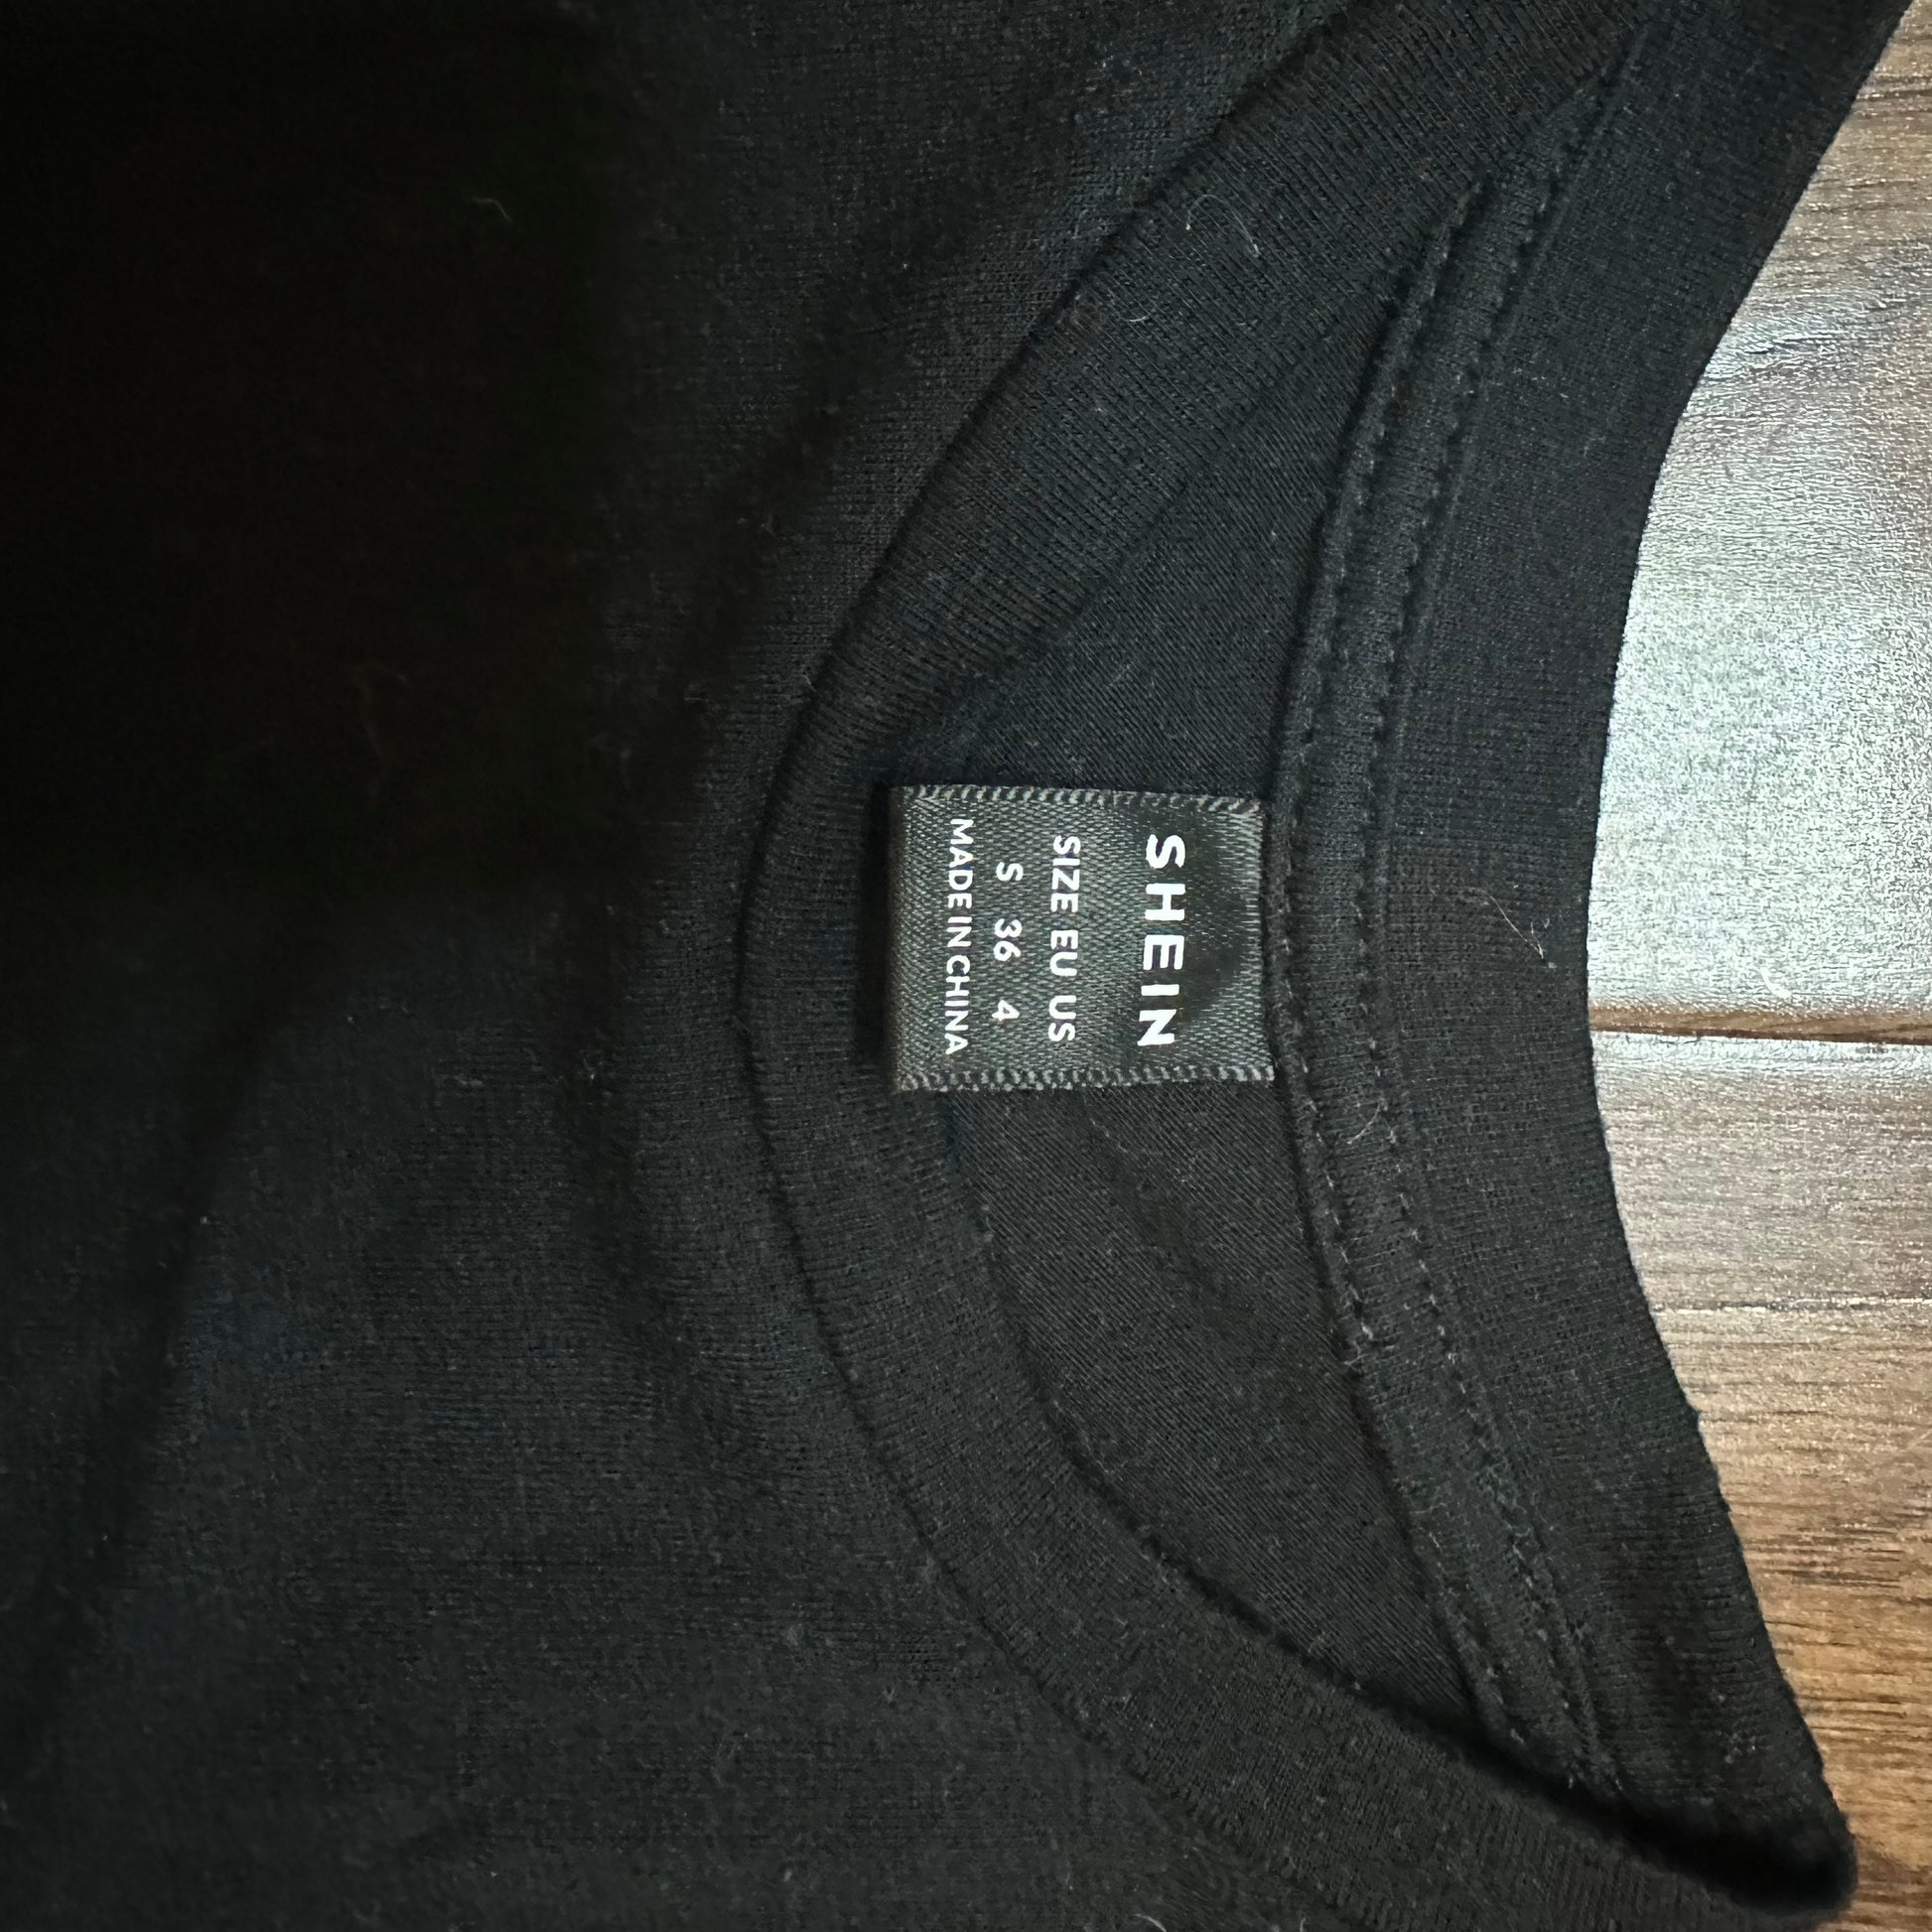 SHEIN
SIZE EU US
S 36 4
MADE IN CHINA